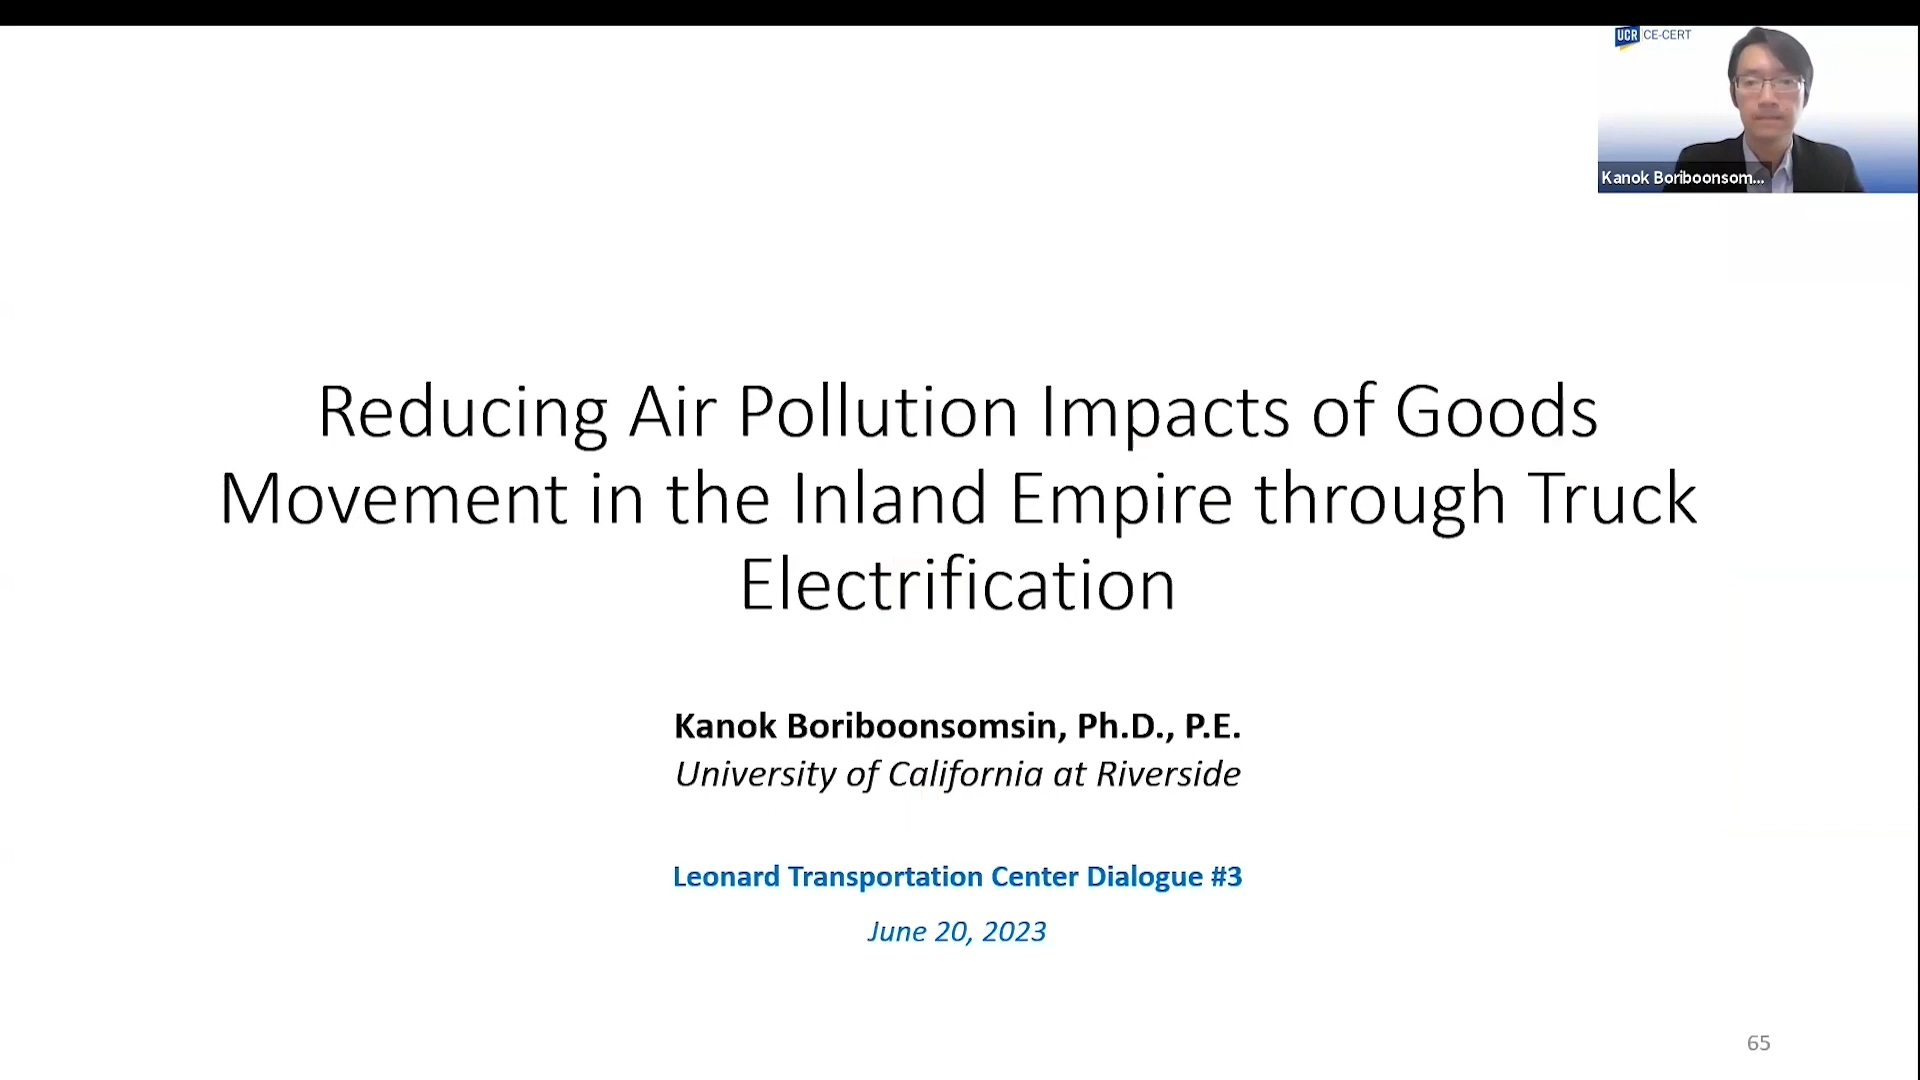 UCR CE-CERT
Kanok Boriboonsom...
Reducing Air Pollution Impacts of Goods
Movement in the Inland Empire through Truck
Electrification
Kanok Boriboonsomsin, Ph.D., P.E.
University of California at Riverside
Leonard Transportation Center Dialogue #3
June 20, 2023
65